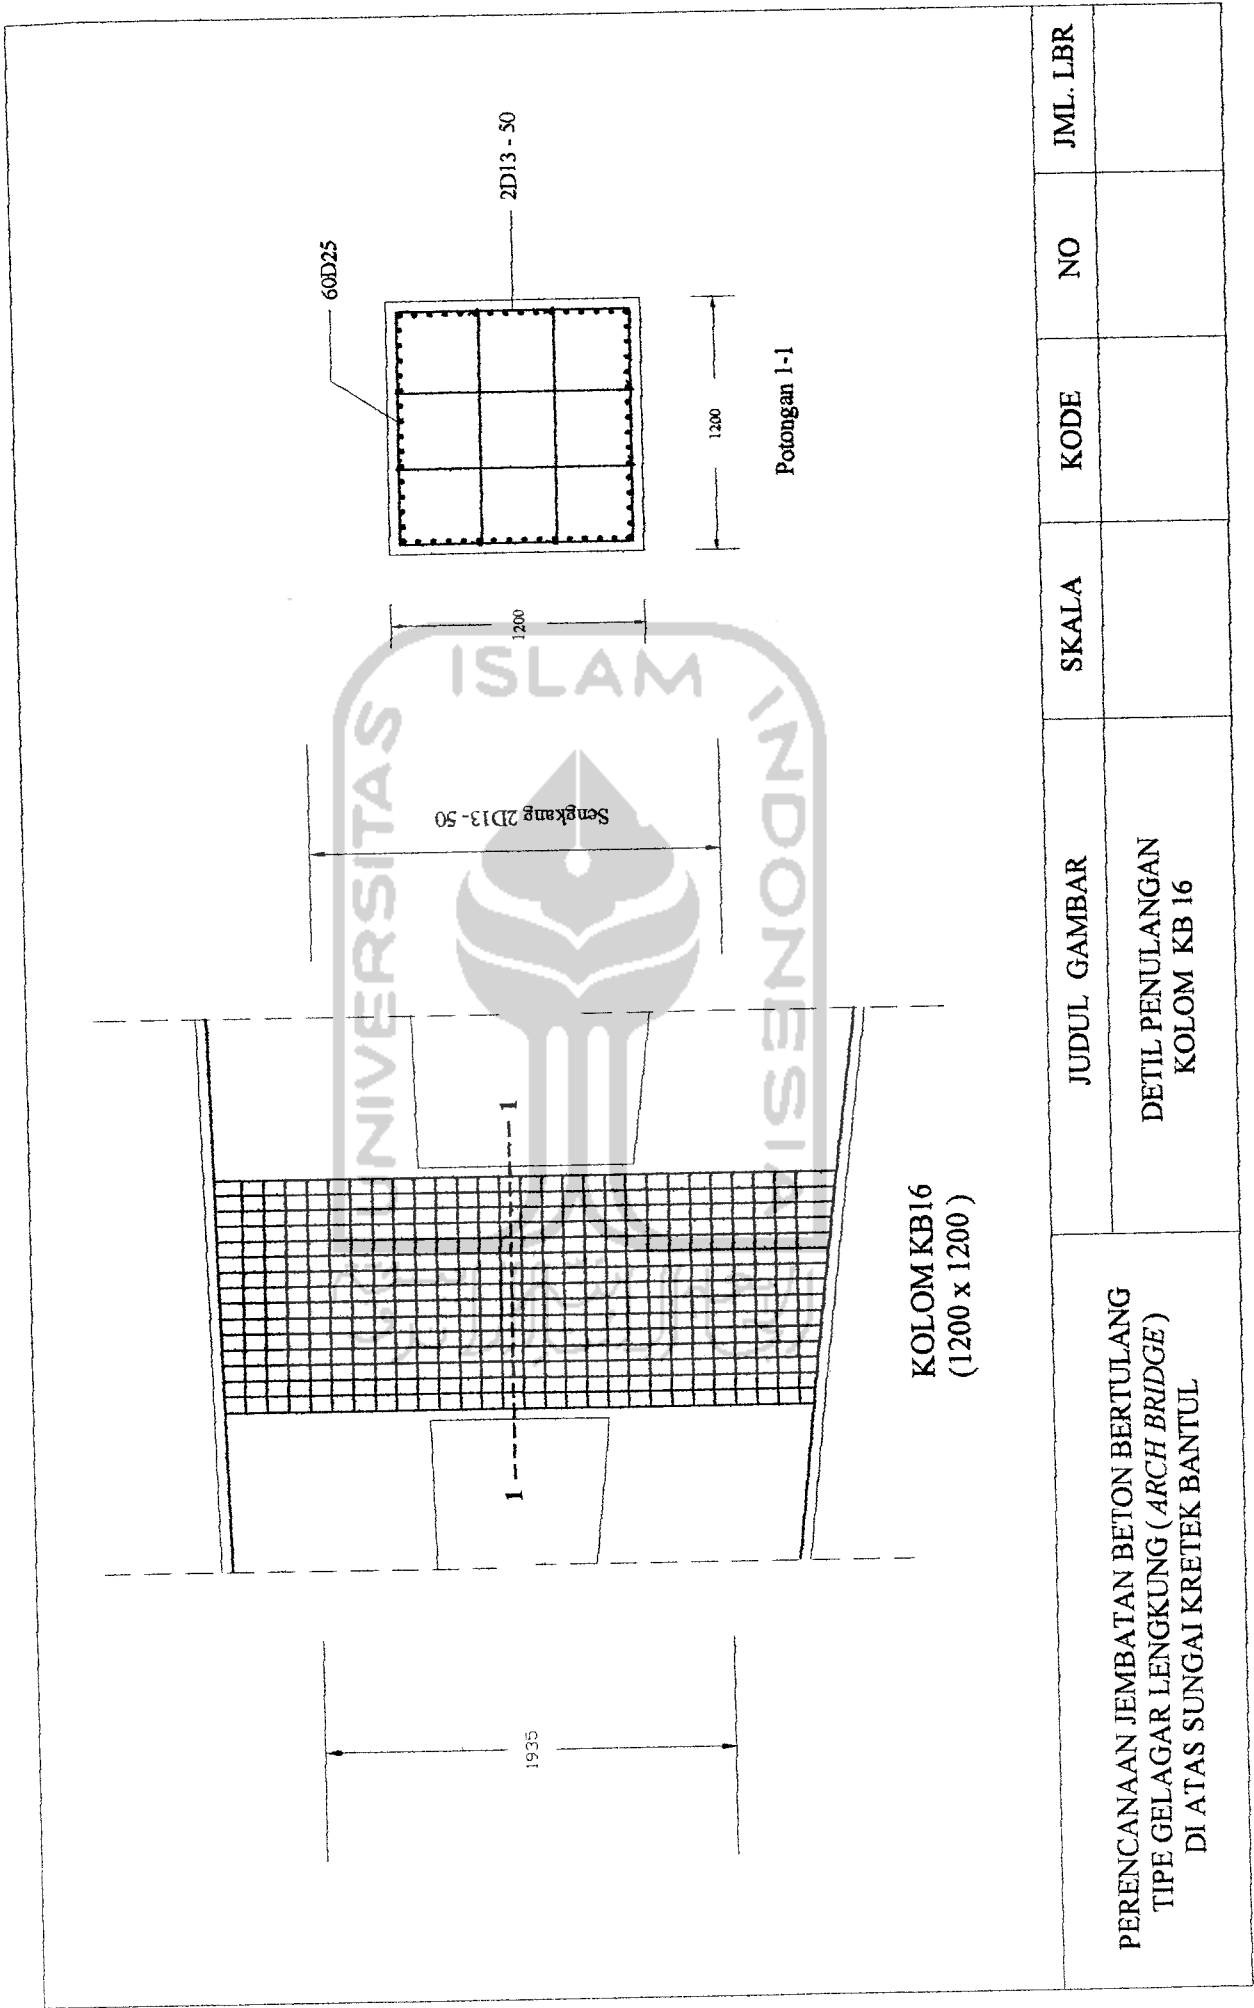 1935
1
1
KOLOM KB16
(1200 x 1200 )
Sengkang 2D13-50
60D25
2D13 - 50
1200
1200
Potongan 1-1
UNIVERSITAS
ISLAM
INDONESIA
PERENCANAAN JEMBATAN BETON BERTULANG
TIPE GELAGAR LENGKUNG ( ARCH BRIDGE )
DI ATAS SUNGAI KRETEK BANTUL
JUDUL GAMBAR
SKALA
KODE
NO
JML. LBR
DETIL PENULANGAN
KOLOM KB 16